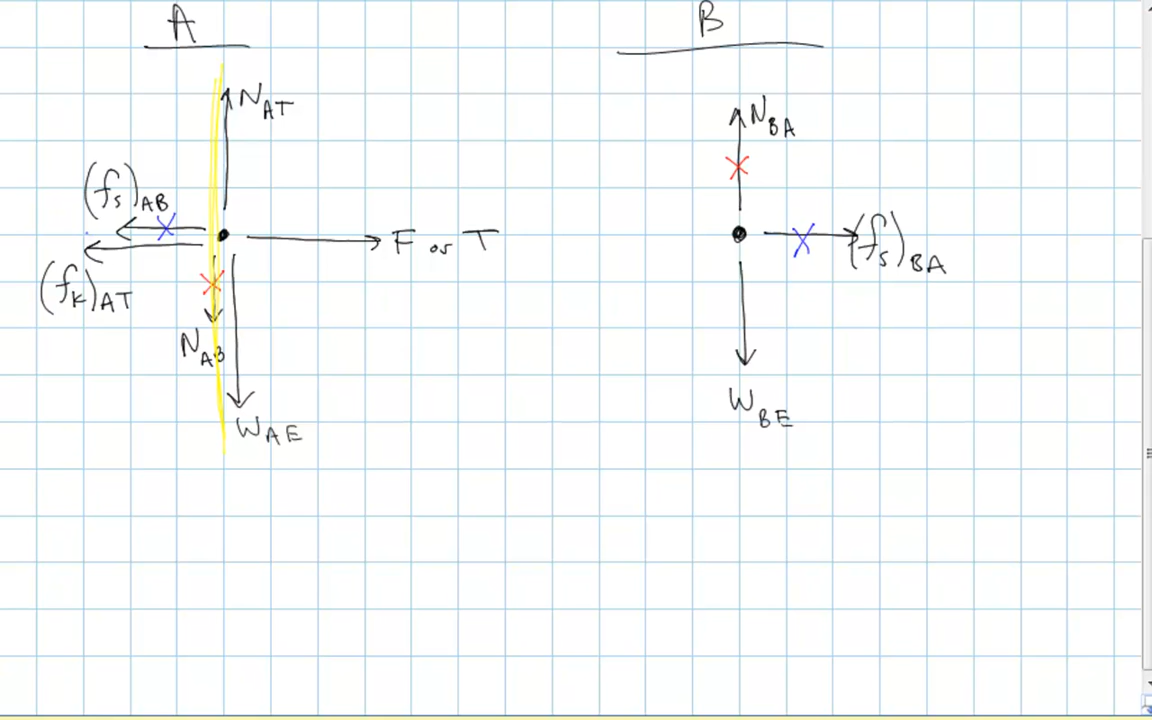 A
B
N_AT
N_BA
(f_s)_AB
F or T
(f_s)_BA
(f_K)_AT
N_AB
W_AE
W_BE